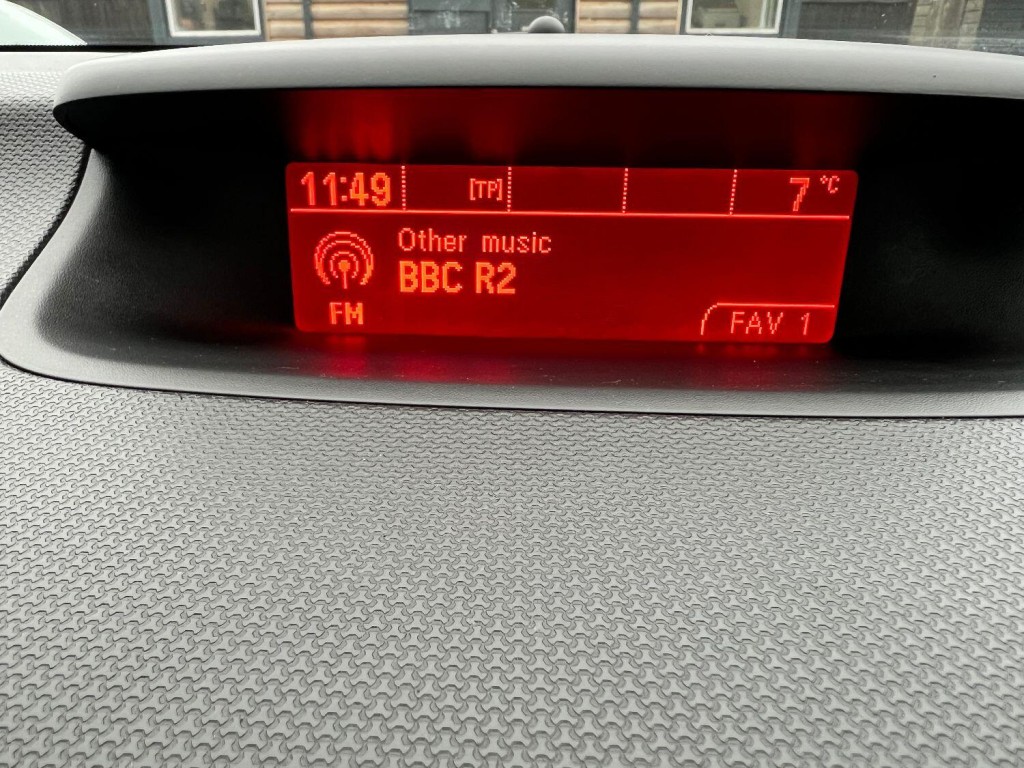 11:49 [TP] 7 °C
Other music
BBC R2
FM
FAV 1